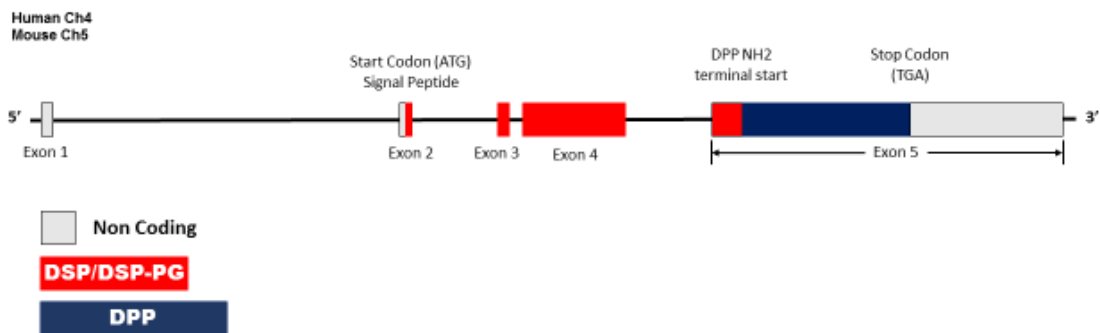 Human Ch4
Mouse Ch5
Start Codon (ATG)
Signal Peptide
DPP NH2
terminal start
Stop Codon
(TGA)
5’
3’
Exon 1
Exon 2
Exon 3
Exon 4
Exon 5
Non Coding
DSP/DSP-PG
DPP